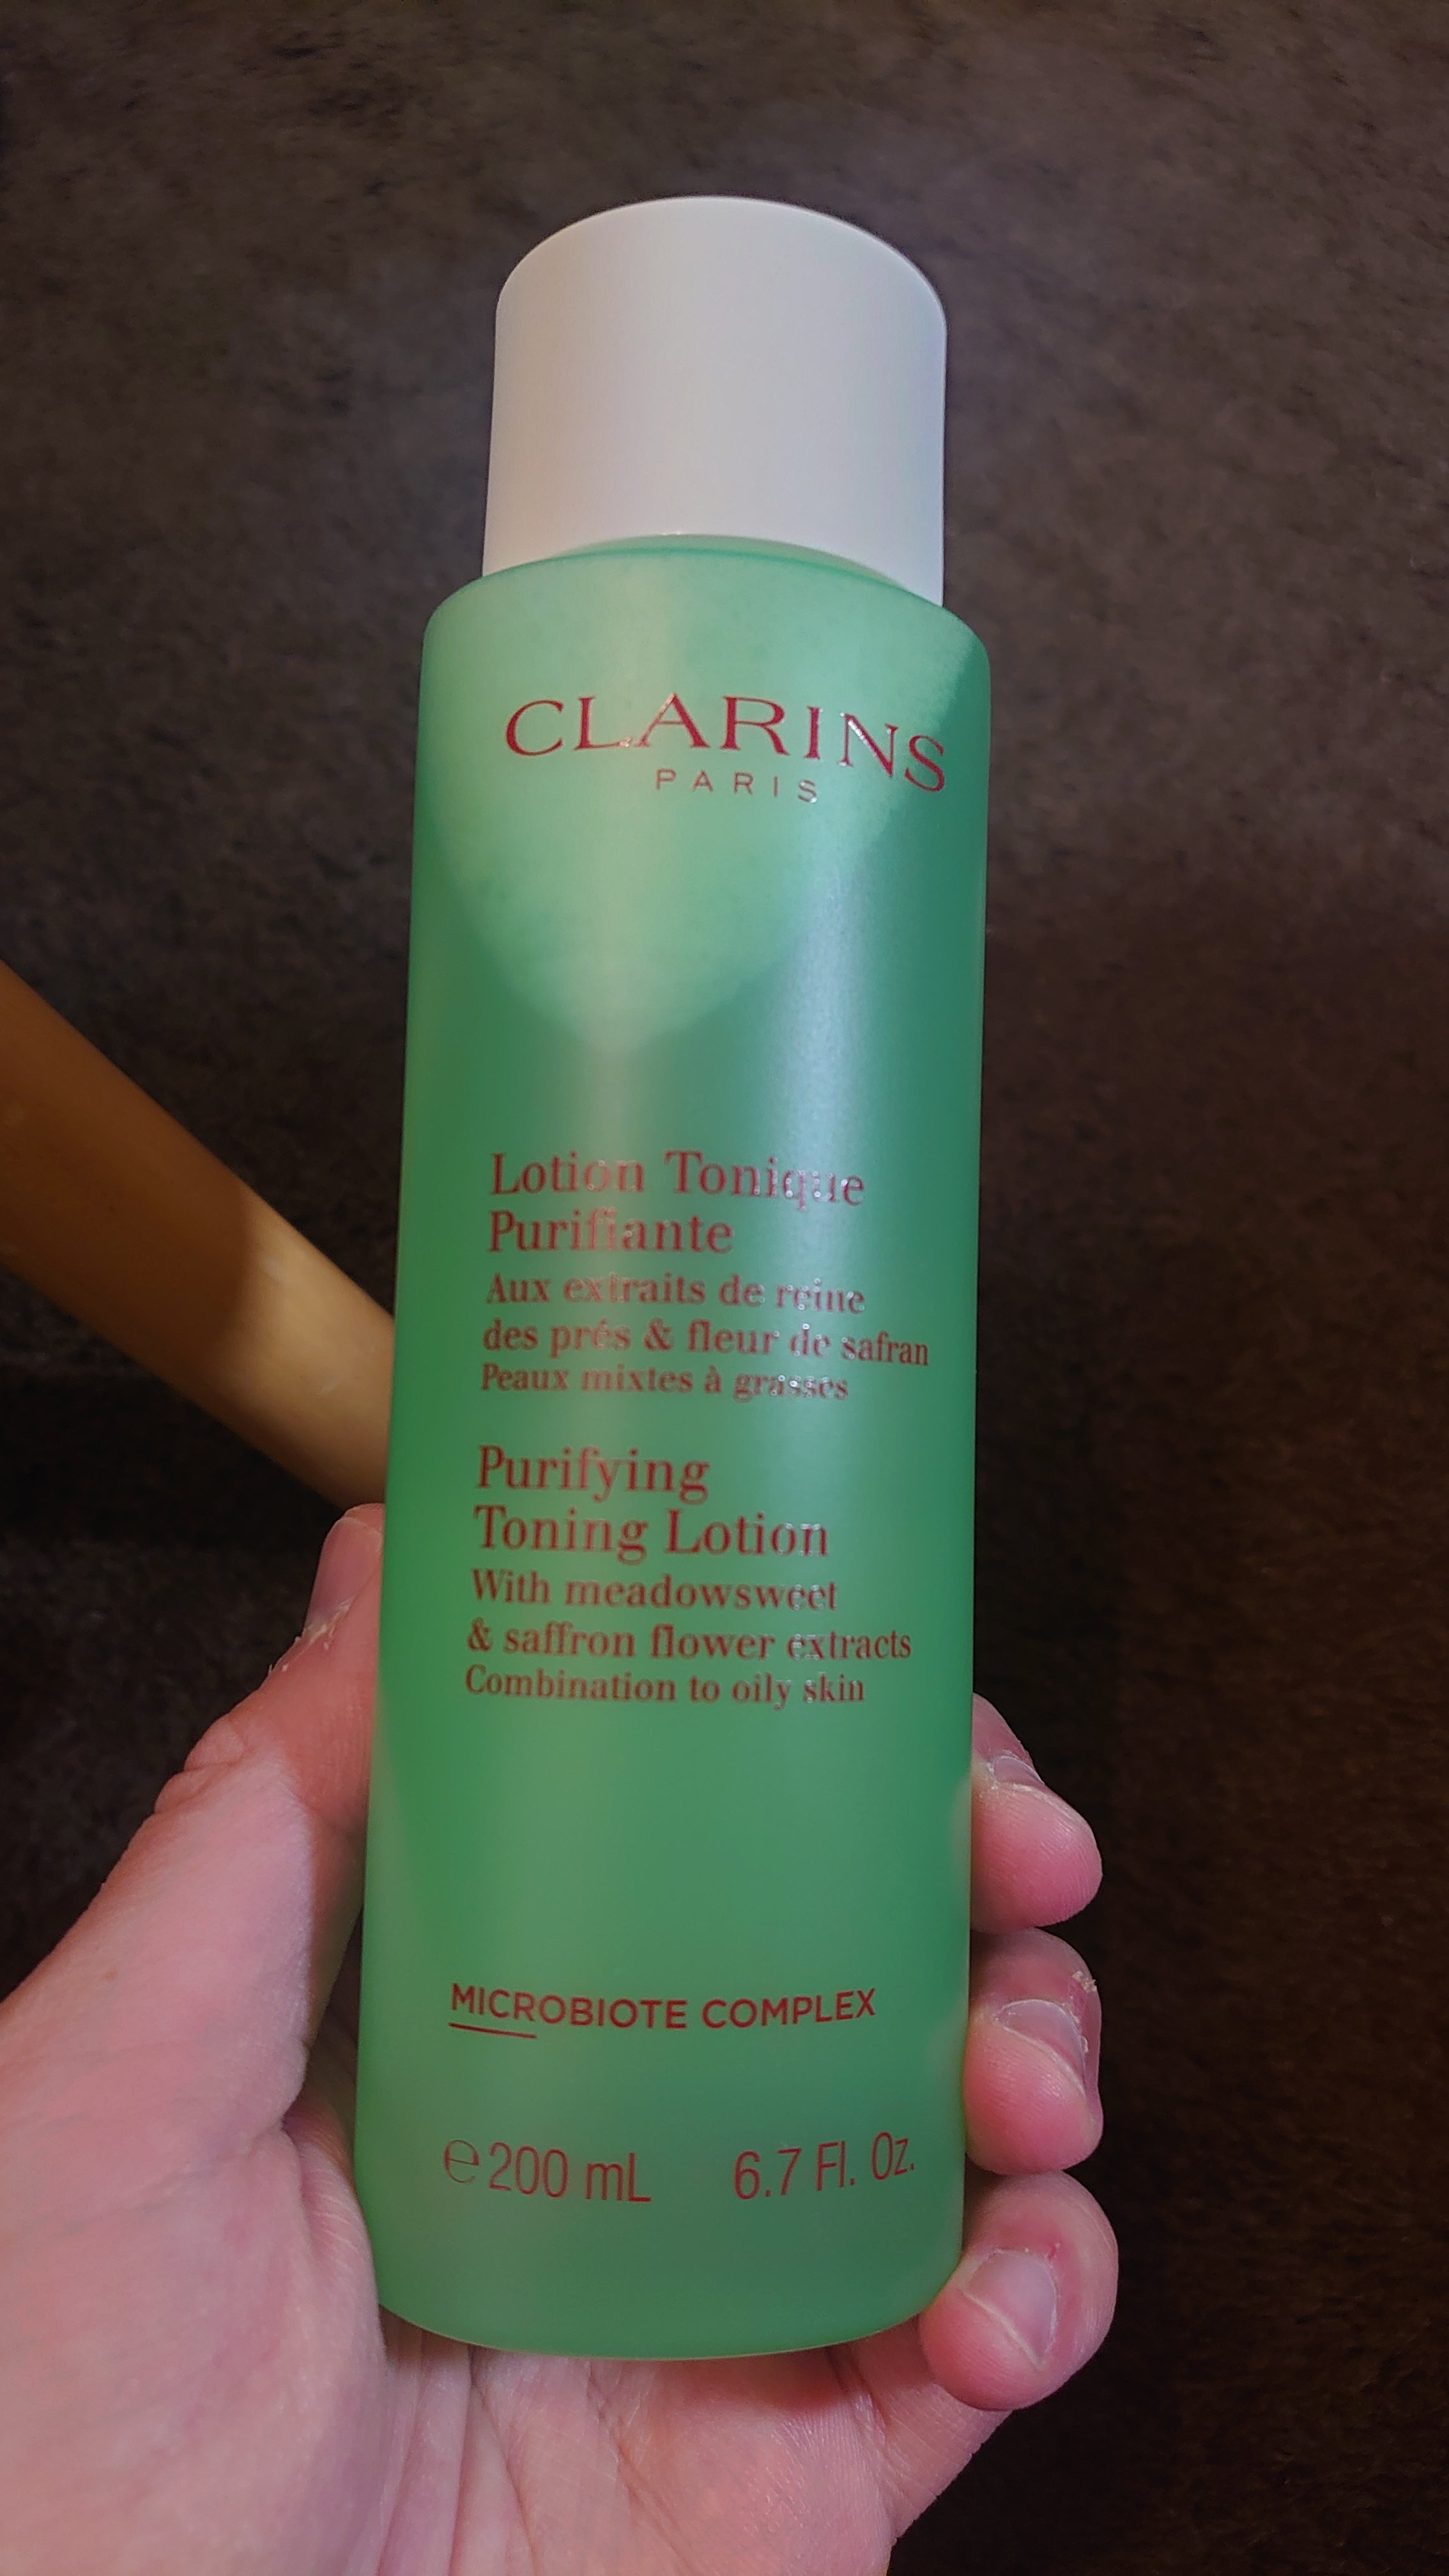 CLARINS
PARIS
Lotion Tonique
Purifiante
Aux extraits de reine
des prés & fleur de safran
Peaux mixtes à grasses
Purifying
Toning Lotion
With meadowsweet
& saffron flower extracts
Combination to oily skin
MICROBIOTE COMPLEX
℮200 mL 6.7 Fl. Oz.